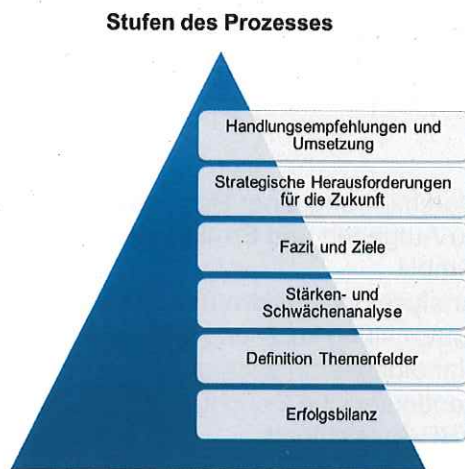 Stufen des Prozesses
Handlungsempfehlungen und
Umsetzung
Strategische Herausforderungen
für die Zukunft
Fazit und Ziele
Stärken- und
Schwächenanalyse
Definition Themenfelder
Erfolgsbilanz